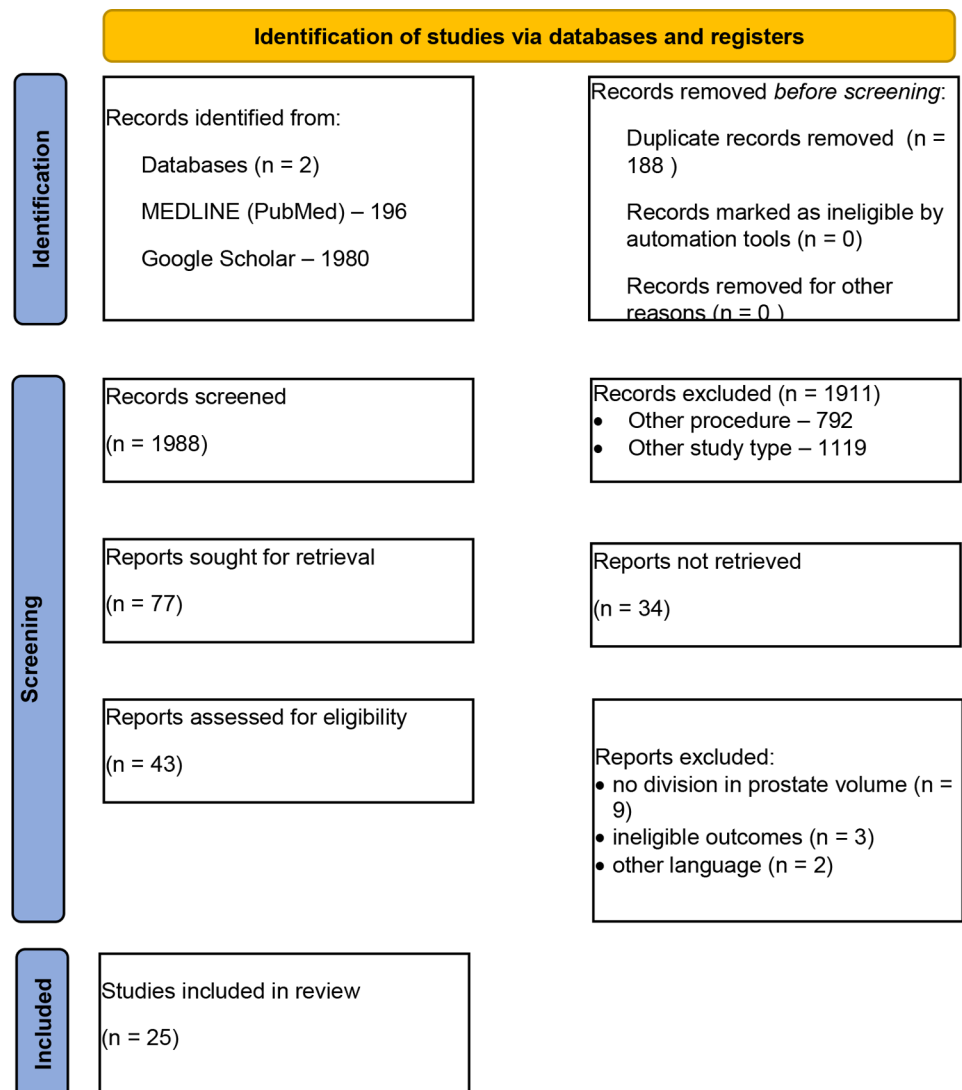 Identification of studies via databases and registers
Identification
Records identified from:
Databases (n = 2)
MEDLINE (PubMed) – 196
Google Scholar – 1980
Records removed before screening:
Duplicate records removed (n =
188 )
Records marked as ineligible by
automation tools (n = 0)
Records removed for other
reasons (n = 0 )
Screening
Records screened
(n = 1988)
Records excluded (n = 1911)
• Other procedure – 792
• Other study type – 1119
Reports sought for retrieval
(n = 77)
Reports not retrieved
(n = 34)
Reports assessed for eligibility
(n = 43)
Reports excluded:
• no division in prostate volume (n =
9)
• ineligible outcomes (n = 3)
• other language (n = 2)
Included
Studies included in review
(n = 25)